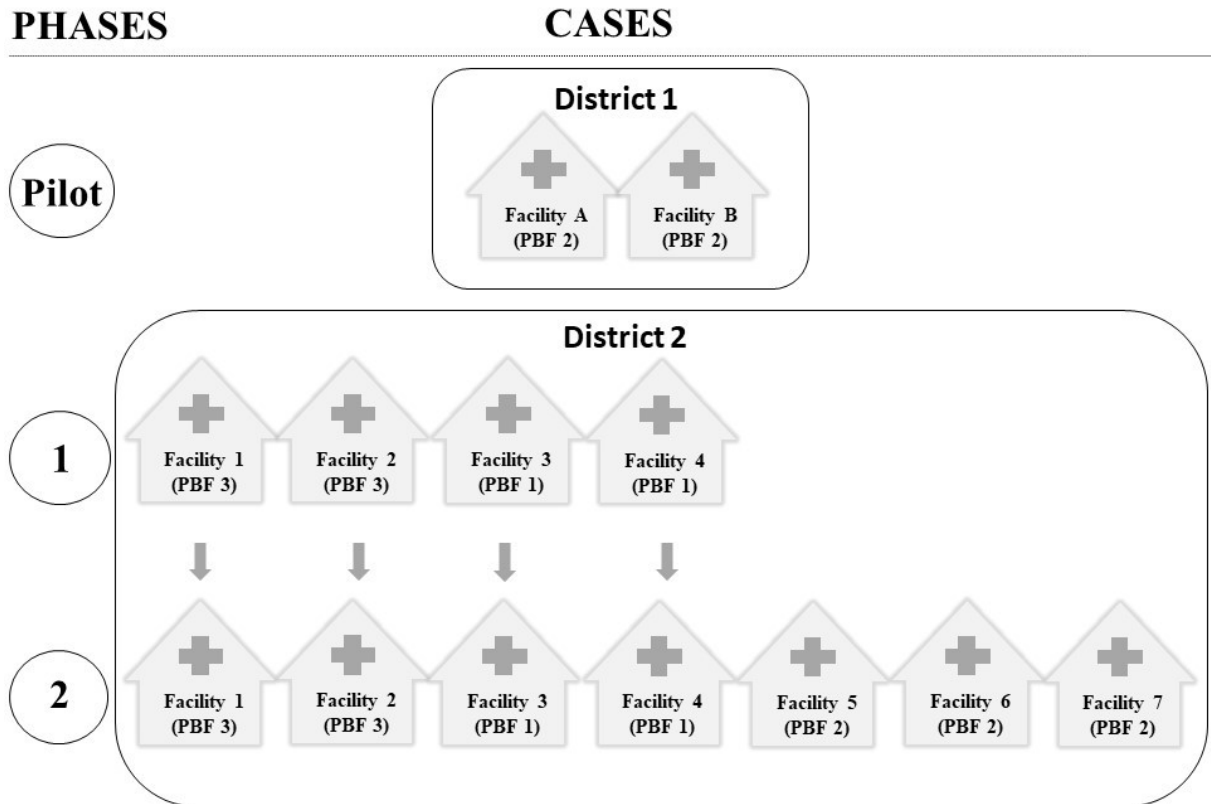 PHASES CASES
District 1
Pilot
Facility A Facility B
(PBF 2) (PBF 2)
District 2
1
Facility 1 Facility 2 Facility 3 Facility 4
(PBF 3) (PBF 3) (PBF 1) (PBF 1)
2
Facility 1 Facility 2 Facility 3 Facility 4 Facility 5 Facility 6 Facility 7
(PBF 3) (PBF 3) (PBF 1) (PBF 1) (PBF 2) (PBF 2) (PBF 2)